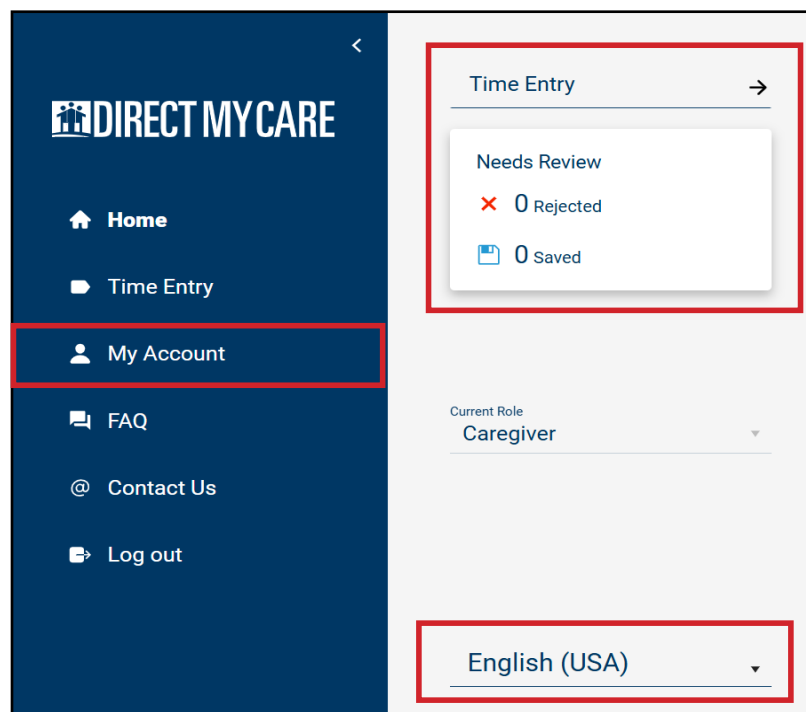 DIRECT MY CARE
Home
Time Entry
My Account
FAQ
@ Contact Us
Log out
Time Entry
Needs Review
0 Rejected
0 Saved
Current Role
Caregiver
English (USA)